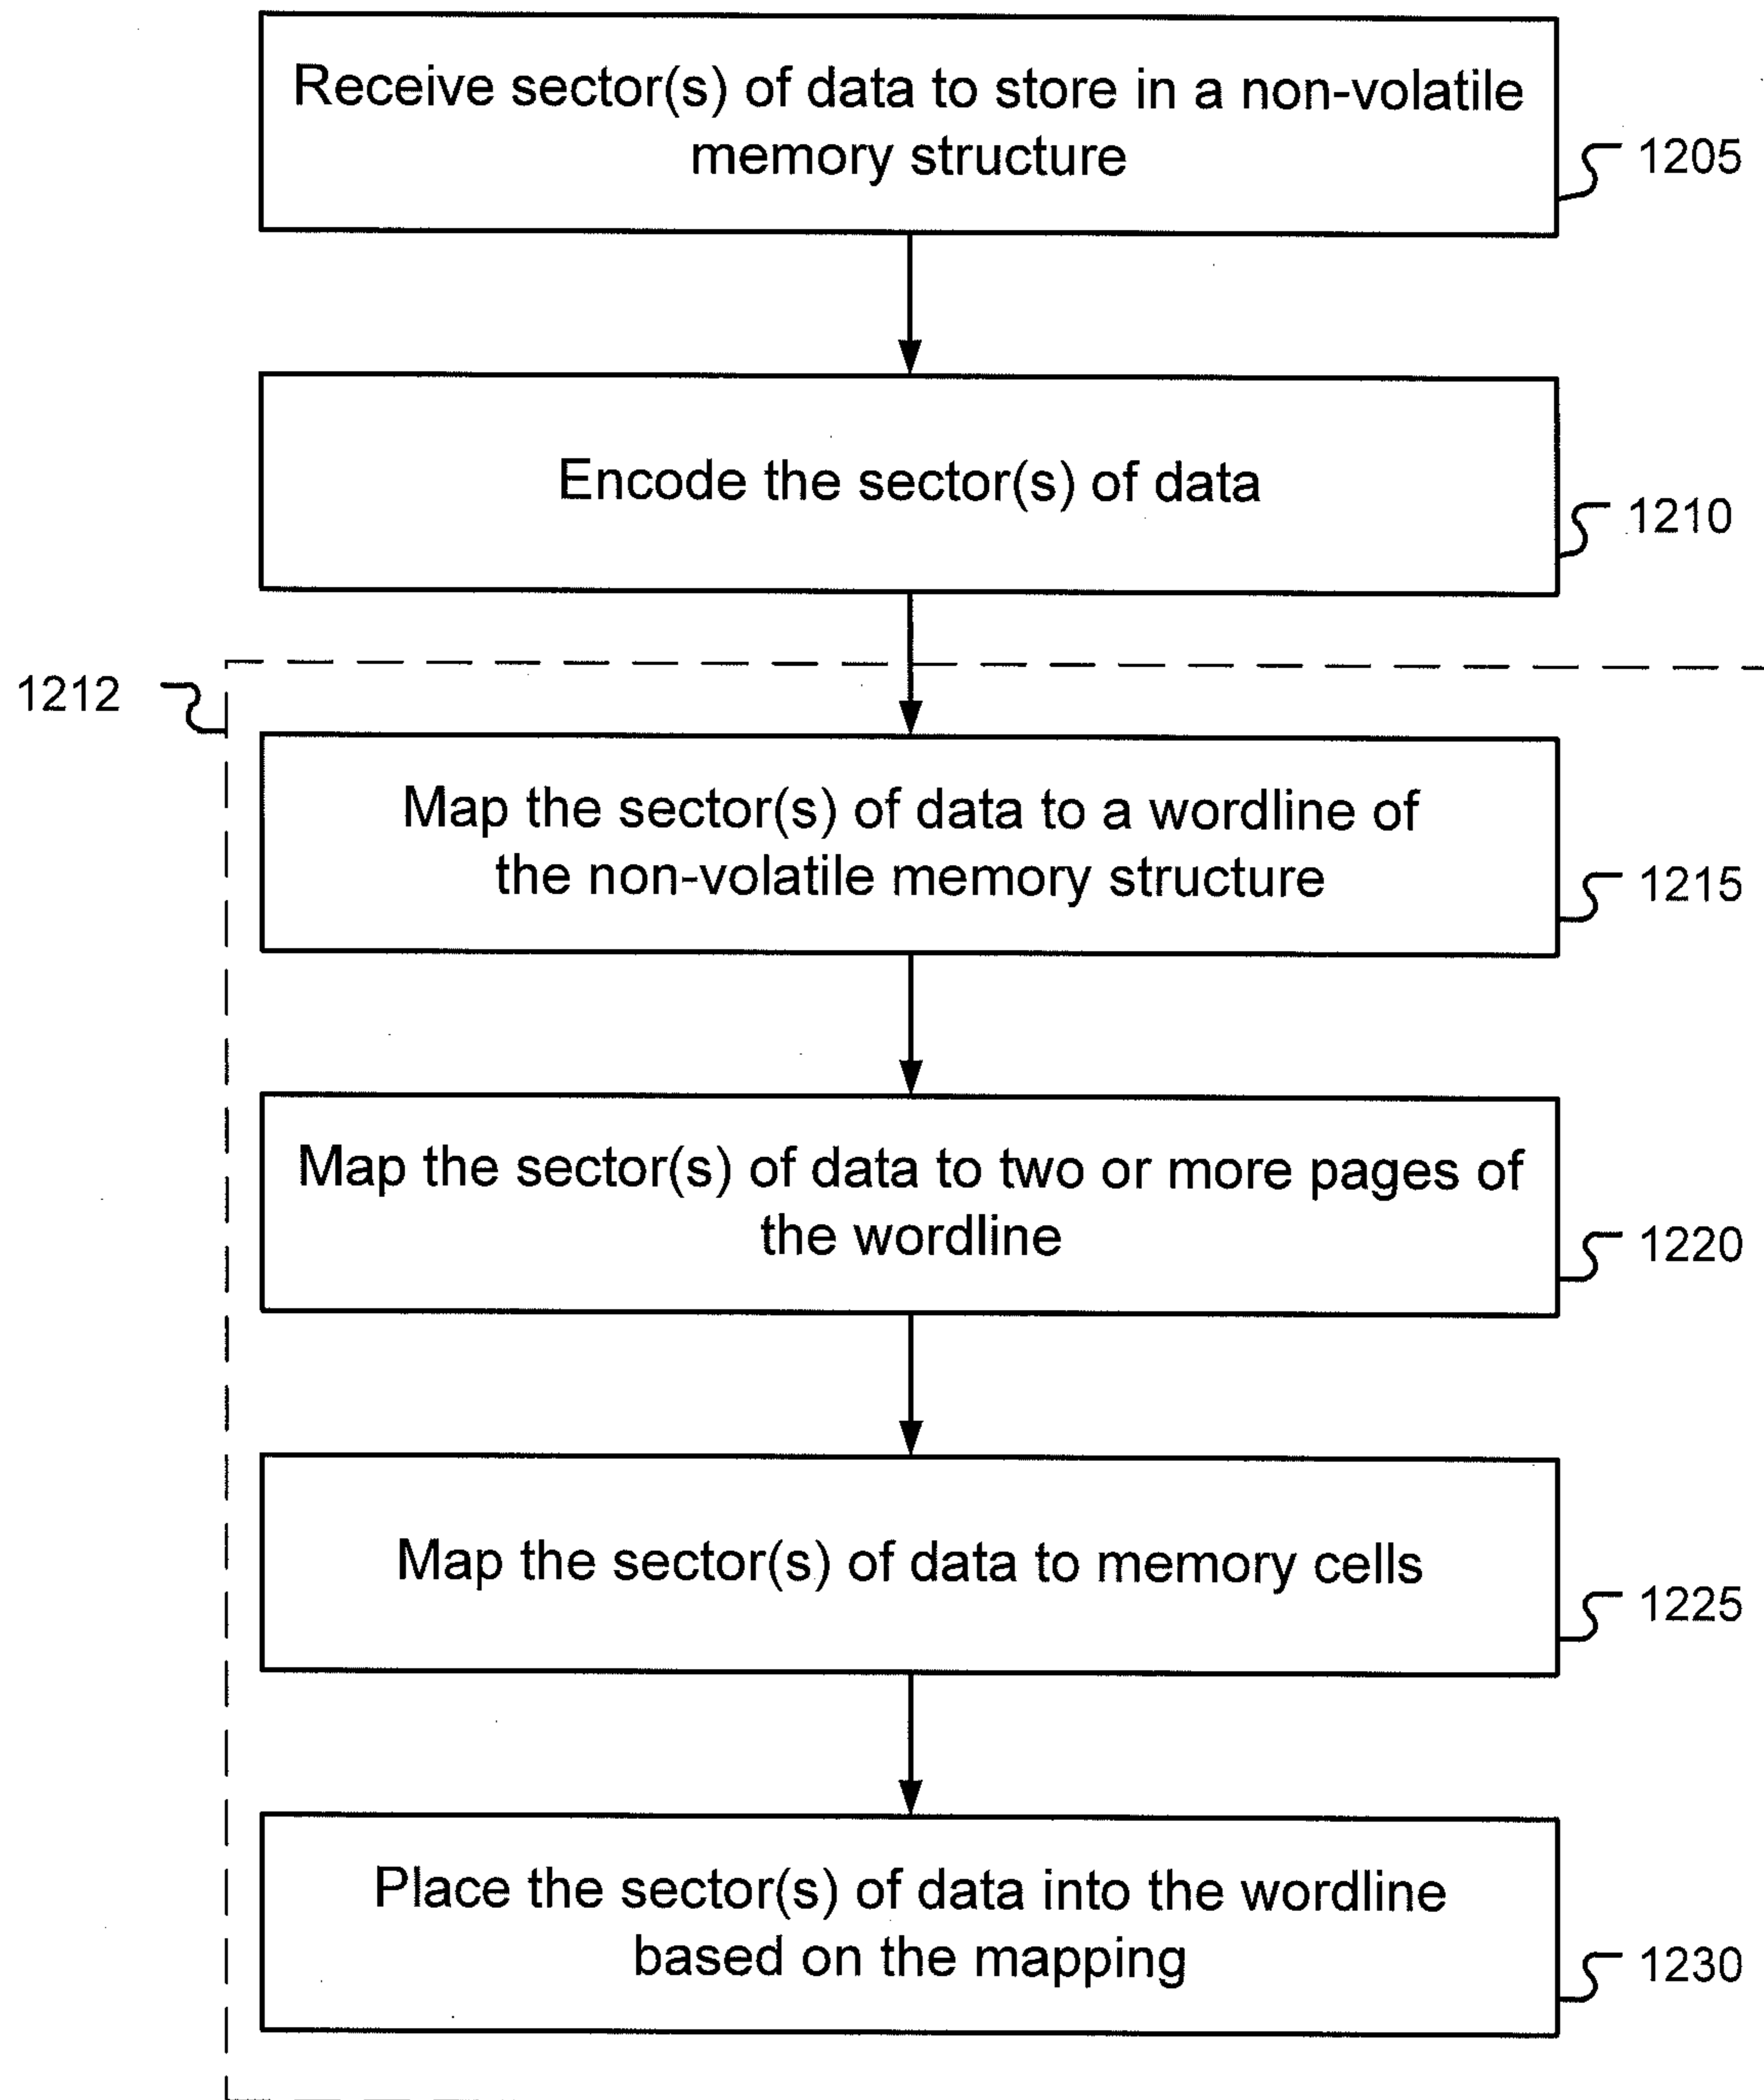 Receive sector(s) of data to store in a non-volatile
memory structure
1205
Encode the sector(s) of data
1210
1212
Map the sector(s) of data to a wordline of
the non-volatile memory structure
1215
Map the sector(s) of data to two or more pages of
the wordline
1220
Map the sector(s) of data to memory cells
1225
Place the sector(s) of data into the wordline
based on the mapping
1230